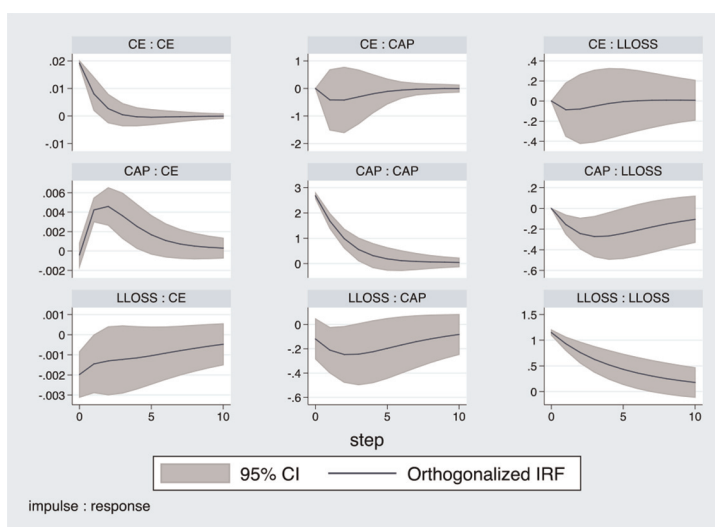 CE : CE
CE : CAP
CE : LLOSS
.02
.01
0
-.01
1
0
-1
-2
.4
.2
0
-.2
-.4
CAP : CE
CAP : CAP
CAP : LLOSS
.006
.004
.002
0
-.002
3
2
1
0
.2
0
-.2
-.4
-.6
LLOSS : CE
LLOSS : CAP
LLOSS : LLOSS
.001
0
-.001
-.002
-.003
0
-.2
-.4
-.6
1.5
1
.5
0
0 5 10
0 5 10
0 5 10
step
95% CI
Orthogonalized IRF
impulse : response